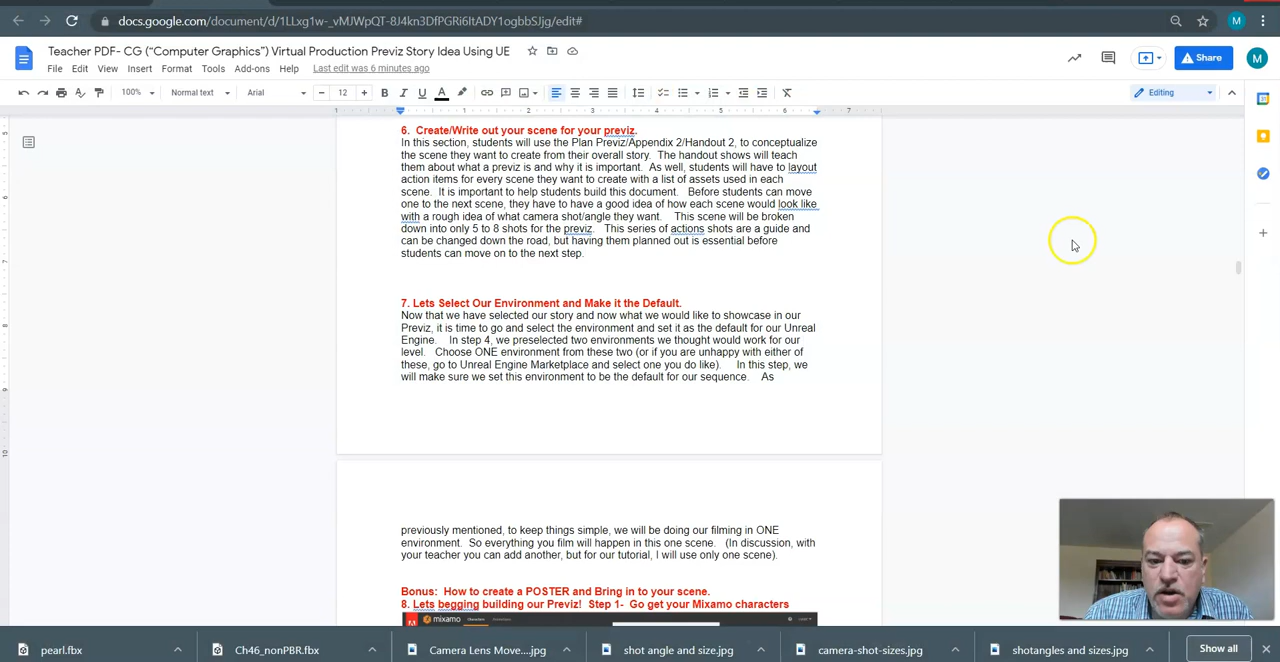 docs.google.com/document/d/1LLxg1w-_vMJWpQT-8J4kn3DfPGRi6ItADY1ogbbSJjg/edit#
M
Teacher PDF- CG ("Computer Graphics") Virtual Production Previz Story Idea Using UE
File Edit View Insert Format Tools Add-ons Help Last edit was 6 minutes ago
Share
M
100% Normal text Arial 12 B I U A Editing
1 1 2 3 4 5 6 7
6. Create/Write out your scene for your previz.
In this section, students will use the Plan Previz/Appendix 2/Handout 2, to conceptualize
the scene they want to create from their overall story. The handout shows will teach
them about what a previz is and why it is important. As well, students will have to layout
action items for every scene they want to create with a list of assets used in each
scene. It is important to help students build this document. Before students can move
one to the next scene, they have to have a good idea of how each scene would look like
with a rough idea of what camera shot/angle they want. This scene will be broken
down into only 5 to 8 shots for the previz. This series of actions shots are a guide and
can be changed down the road, but having them planned out is essential before
students can move on to the next step.
7. Lets Select Our Environment and Make it the Default.
Now that we have selected our story and now what we would like to showcase in our
Previz, it is time to go and select the environment and set it as the default for our Unreal
Engine. In step 4, we preselected two environments we thought would work for our
level. Choose ONE environment from these two (or if you are unhappy with either of
these, go to Unreal Engine Marketplace and select one you do like). In this step, we
will make sure we set this environment to be the default for our sequence. As
previously mentioned, to keep things simple, we will be doing our filming in ONE
environment. So everything you film will happen in this one scene. (In discussion, with
your teacher you can add another, but for our tutorial, I will use only one scene).
Bonus: How to create a POSTER and Bring in to your scene.
8. Lets begging building our Previz! Step 1- Go get your Mixamo characters
mixamo Characters
pearl.fbx Ch46_nonPBR.fbx Camera Lens Move....jpg shot angle and size.jpg camera-shot-sizes.jpg shotangles and sizes.jpg Show all